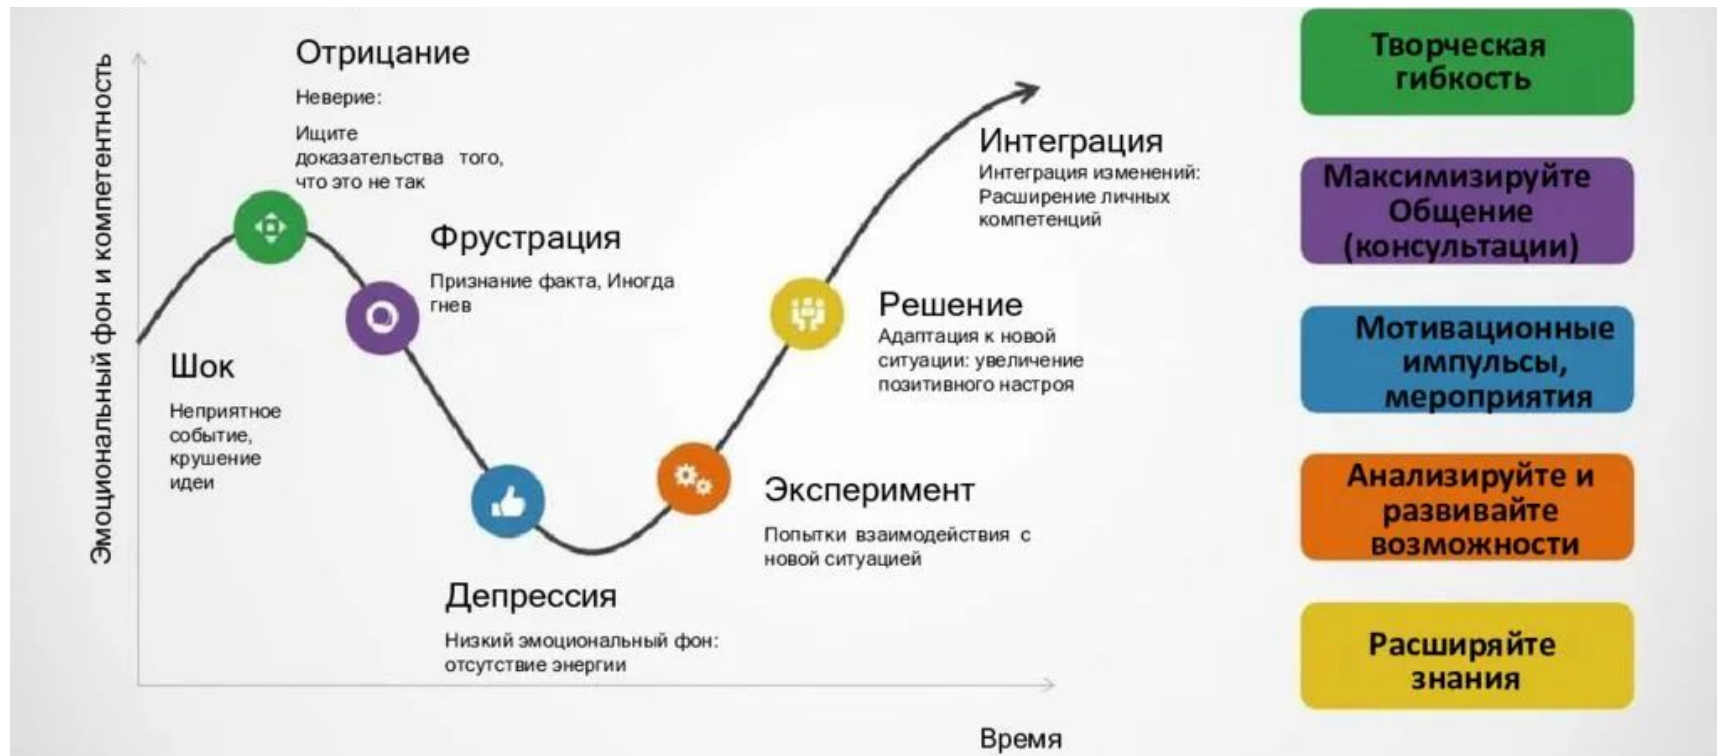 Эмоциональный фон и компетентность
Отрицание
Неверие:
Ищите
доказательства того,
что это не так
Фрустрация
Признание факта, Иногда
гнев
Шок
Неприятное
событие,
крушение
идеи
Депрессия
Низкий эмоциональный фон:
отсутствие энергии
Эксперимент
Попытки взаимодействия с
новой ситуацией
Решение
Адаптация к новой
ситуации: увеличение
позитивного настроя
Интеграция
Интеграция изменений:
Расширение личных
компетенций
Время
Творческая
гибкость
Максимизируйте
Общение
(консультации)
Мотивационные
импульсы,
мероприятия
Анализируйте и
развивайте
возможности
Расширяйте
знания